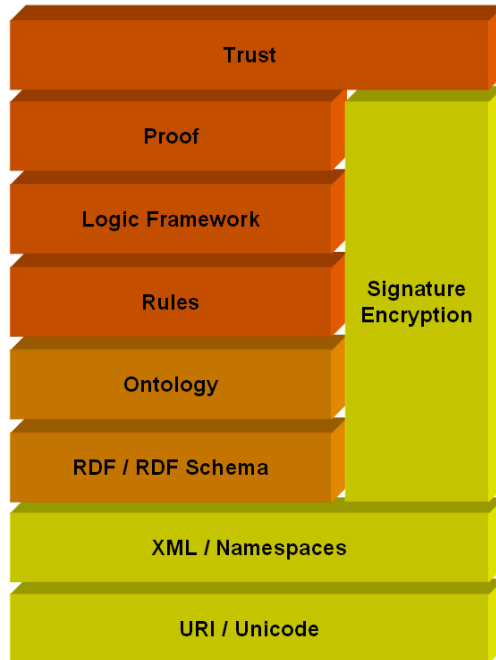 Trust
Proof
Logic Framework
Rules
Signature
Encryption
Ontology
RDF / RDF Schema
XML / Namespaces
URI / Unicode